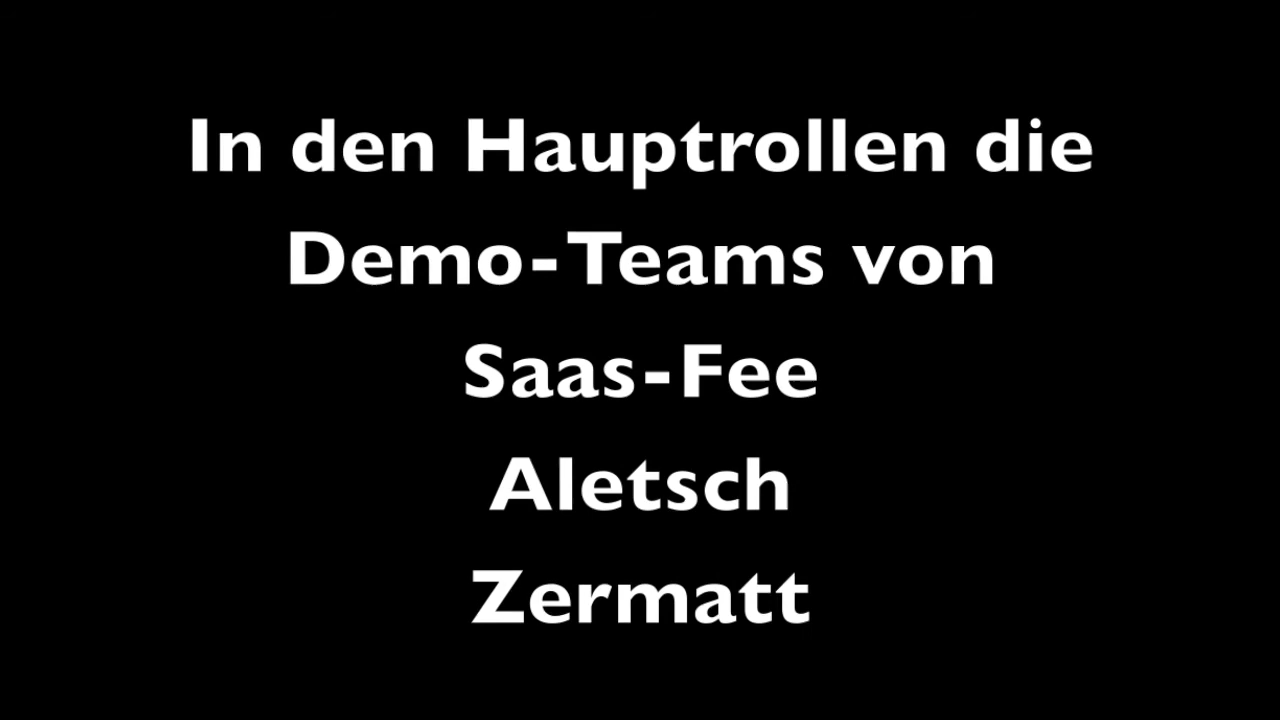 In den Hauptrollen die
Demo-Teams von
Saas-Fee
Aletsch
Zermatt